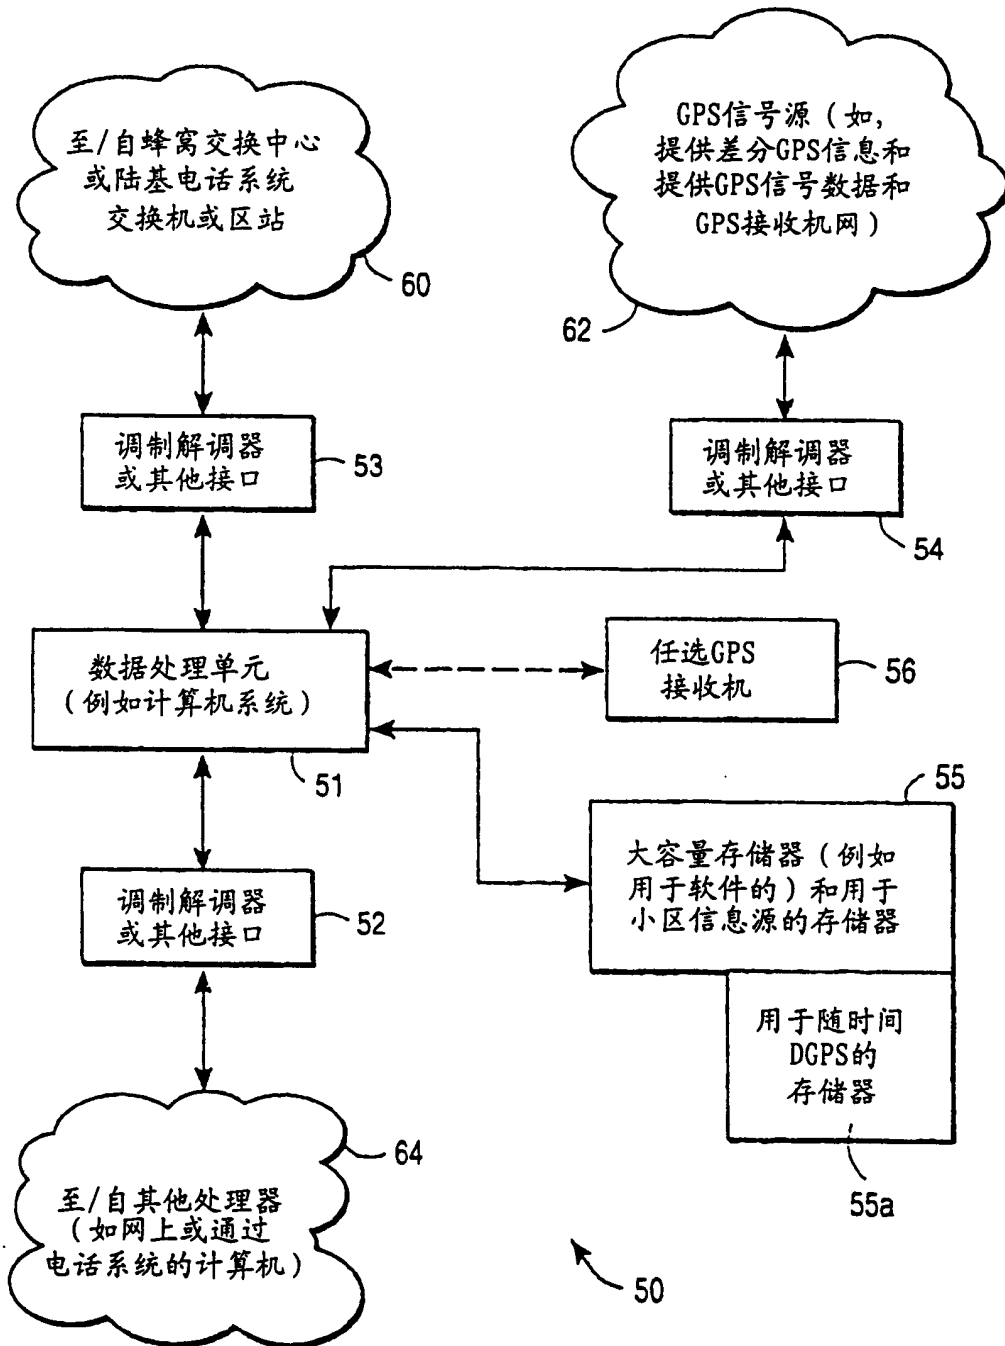 至/自蜂窝交换中心
或陆基电话系统
交换机或区站
60
GPS信号源（如,
提供差分GPS信息和
提供GPS信号数据和
GPS接收机网）
62
调制解调器
或其他接口
53
调制解调器
或其他接口
54
数据处理单元
（例如计算机系统）
51
任选GPS
接收机
56
55
大容量存储器（例如
用于软件的）和用于
小区信息源的存储器
调制解调器
或其他接口
52
用于随时间
DGPS的
存储器
55a
64
至/自其他处理器
（如网上或通过
电话系统的计算机）
50